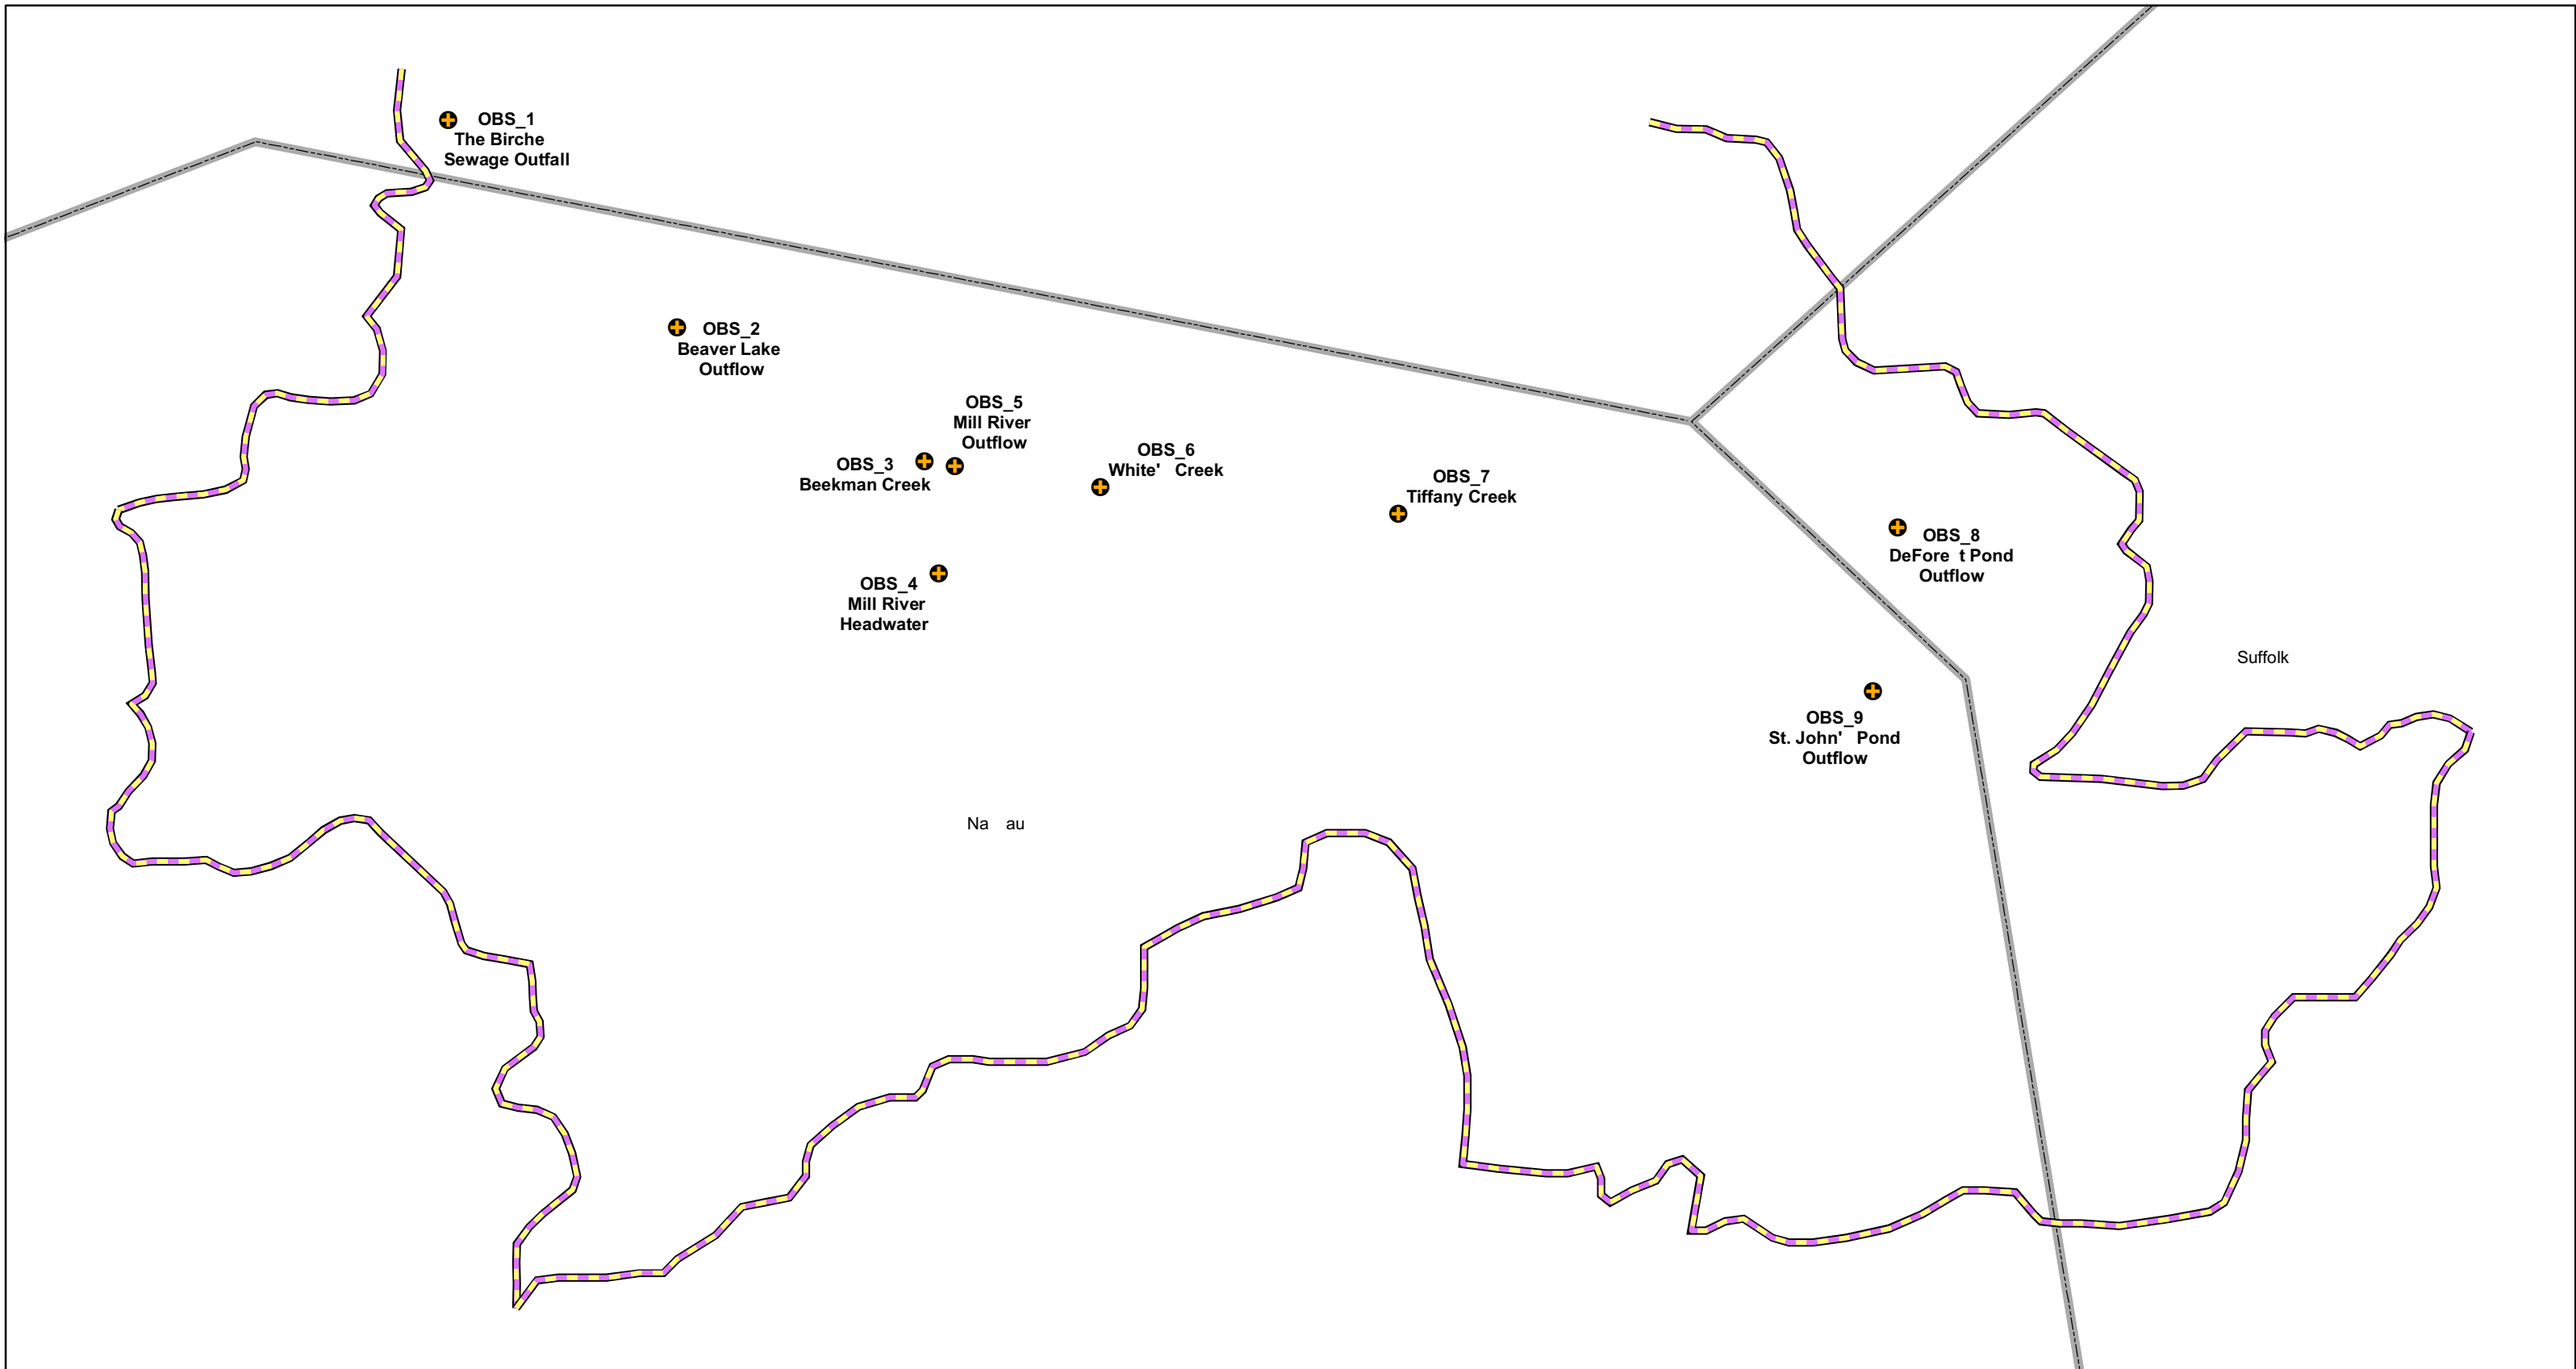 OBS_1
The Birche
Sewage Outfall
OBS_2
Beaver Lake
Outflow
OBS_5
Mill River
Outflow
OBS_3
Beekman Creek
OBS_6
White' Creek
OBS_7
Tiffany Creek
OBS_8
DeFore t Pond
Outflow
OBS_4
Mill River
Headwater
Suffolk
OBS_9
St. John' Pond
Outflow
Na au